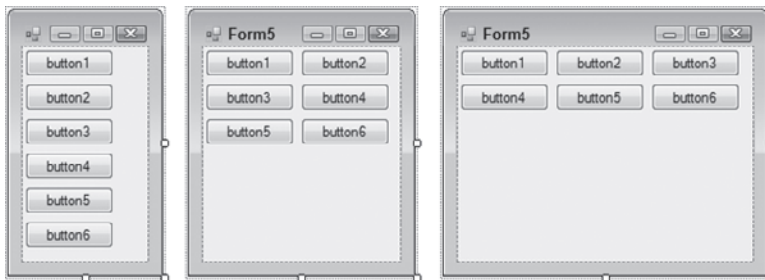 button1
button2
button3
button4
button5
button6
Form5
button1 button2
button3 button4
button5 button6
Form5
button1 button2 button3
button4 button5 button6